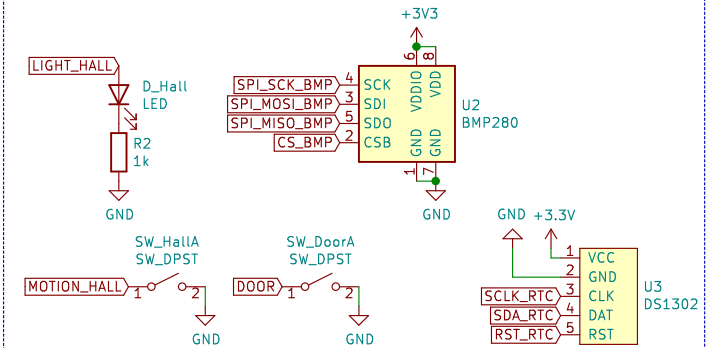 +3V3
LIGHT_HALL
D_Hall
LED
R2
1k
GND
6
8
VDDIO
VDD
SPI_SCK_BMP
4
SCK
SPI_MOSI_BMP
3
SDI
SPI_MISO_BMP
5
SDO
CS_BMP
2
CSB
U2
BMP280
GND
GND
1
7
GND
SW_HallA
SW_DPST
MOTION_HALL
1
2
GND
SW_DoorA
SW_DPST
DOOR
1
2
GND
GND
+3.3V
1
VCC
2
GND
SCLK_RTC
3
CLK
SDA_RTC
4
DAT
RST_RTC
5
RST
U3
DS1302